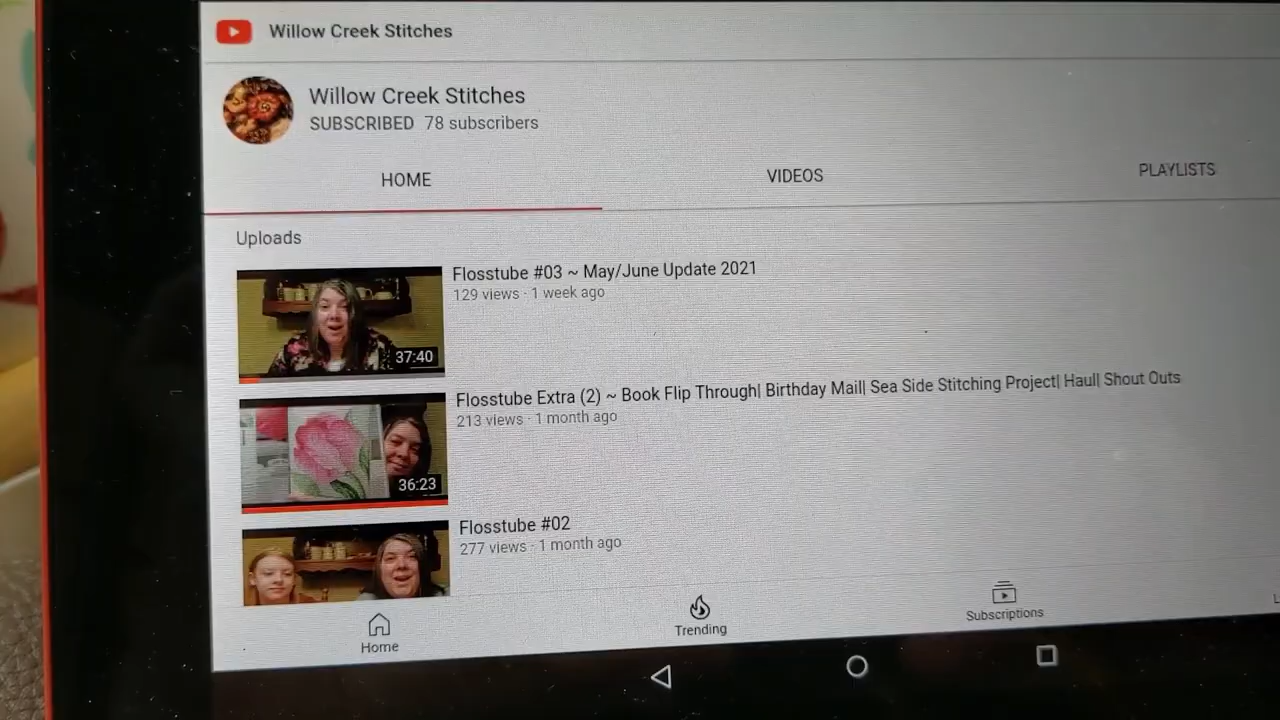 Willow Creek Stitches
Willow Creek Stitches
SUBSCRIBED 78 subscribers
HOME VIDEOS PLAYLISTS
Uploads
Flosstube #03 ~ May/June Update 2021
129 views · 1 week ago
37:40
Flosstube Extra (2) ~ Book Flip Through| Birthday Mail| Sea Side Stitching Project| Haul| Shout Outs
213 views · 1 month ago
36:23
Flosstube #02
277 views · 1 month ago
Home Trending Subscriptions